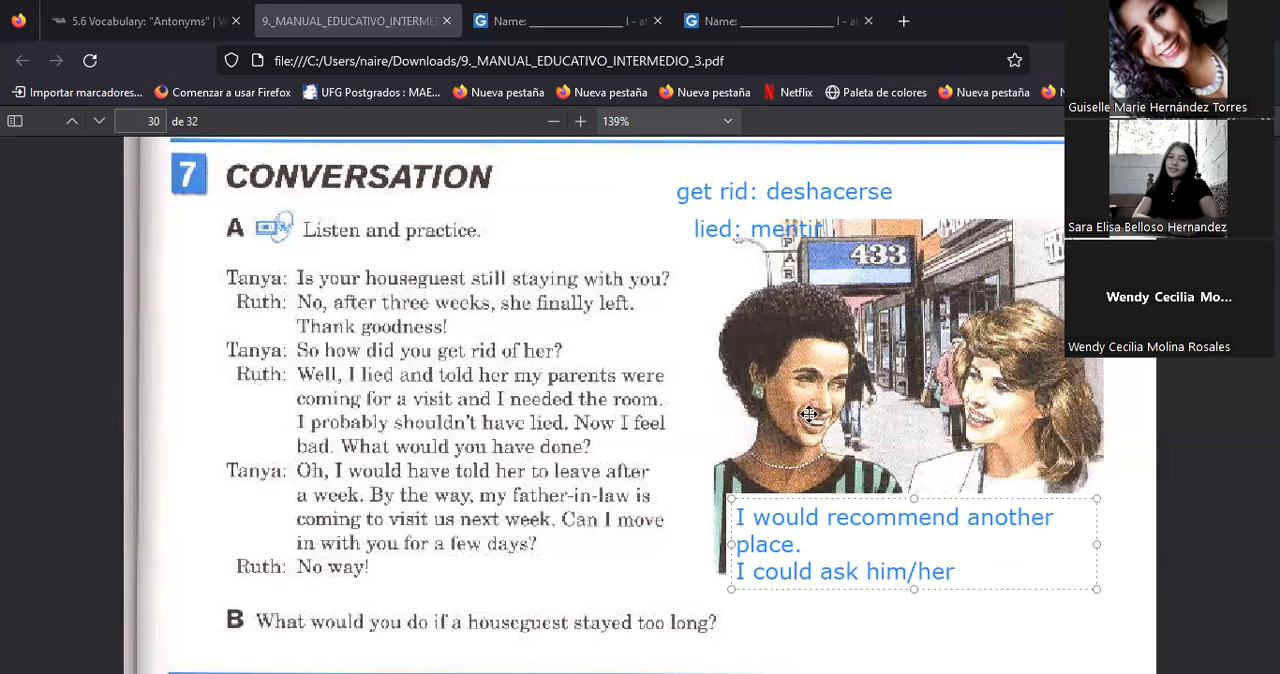 5.6 Vocabulary: "Antonyms" | W
9._MANUAL_EDUCATIVO_INTERMED
Name: ______________ I - at
Name: ______________ I - at
file:///C:/Users/naire/Downloads/9._MANUAL_EDUCATIVO_INTERMEDIO_3.pdf
Importar marcadores...
Comenzar a usar Firefox
UFG Postgrados : MAE...
Nueva pestaña
Nueva pestaña
Nueva pestaña
Netflix
Paleta de colores
Nueva pestaña
30 de 32
139%
7 CONVERSATION
get rid: deshacerse
lied: mentir
A Listen and practice.
433
Tanya: Is your houseguest still staying with you?
Ruth: No, after three weeks, she finally left.
Thank goodness!
Tanya: So how did you get rid of her?
Ruth: Well, I lied and told her my parents were
coming for a visit and I needed the room.
I probably shouldn't have lied. Now I feel
bad. What would you have done?
Tanya: Oh, I would have told her to leave after
a week. By the way, my father-in-law is
coming to visit us next week. Can I move
in with you for a few days?
Ruth: No way!
I would recommend another
place.
I could ask him/her
B What would you do if a houseguest stayed too long?
Guiselle Marie Hernández Torres
Sara Elisa Belloso Hernandez
Wendy Cecilia Mo...
Wendy Cecilia Molina Rosales